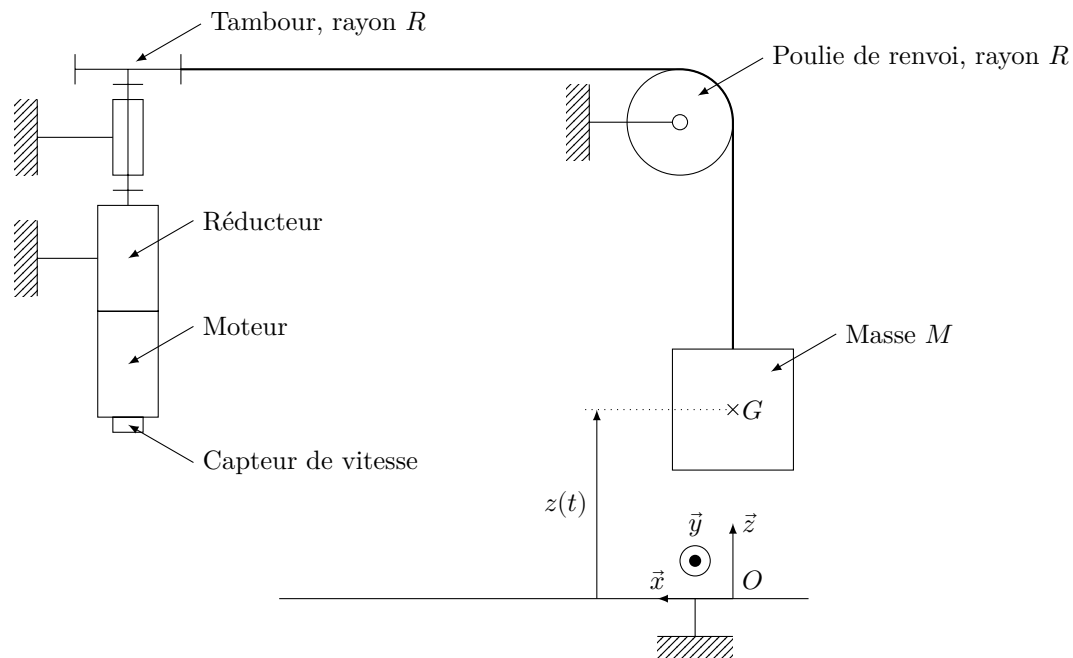 Tambour, rayon R
Poulie de renvoi, rayon R
Réducteur
Moteur
Masse M
G
Capteur de vitesse
z(t)
y⃗
z⃗
x⃗
O